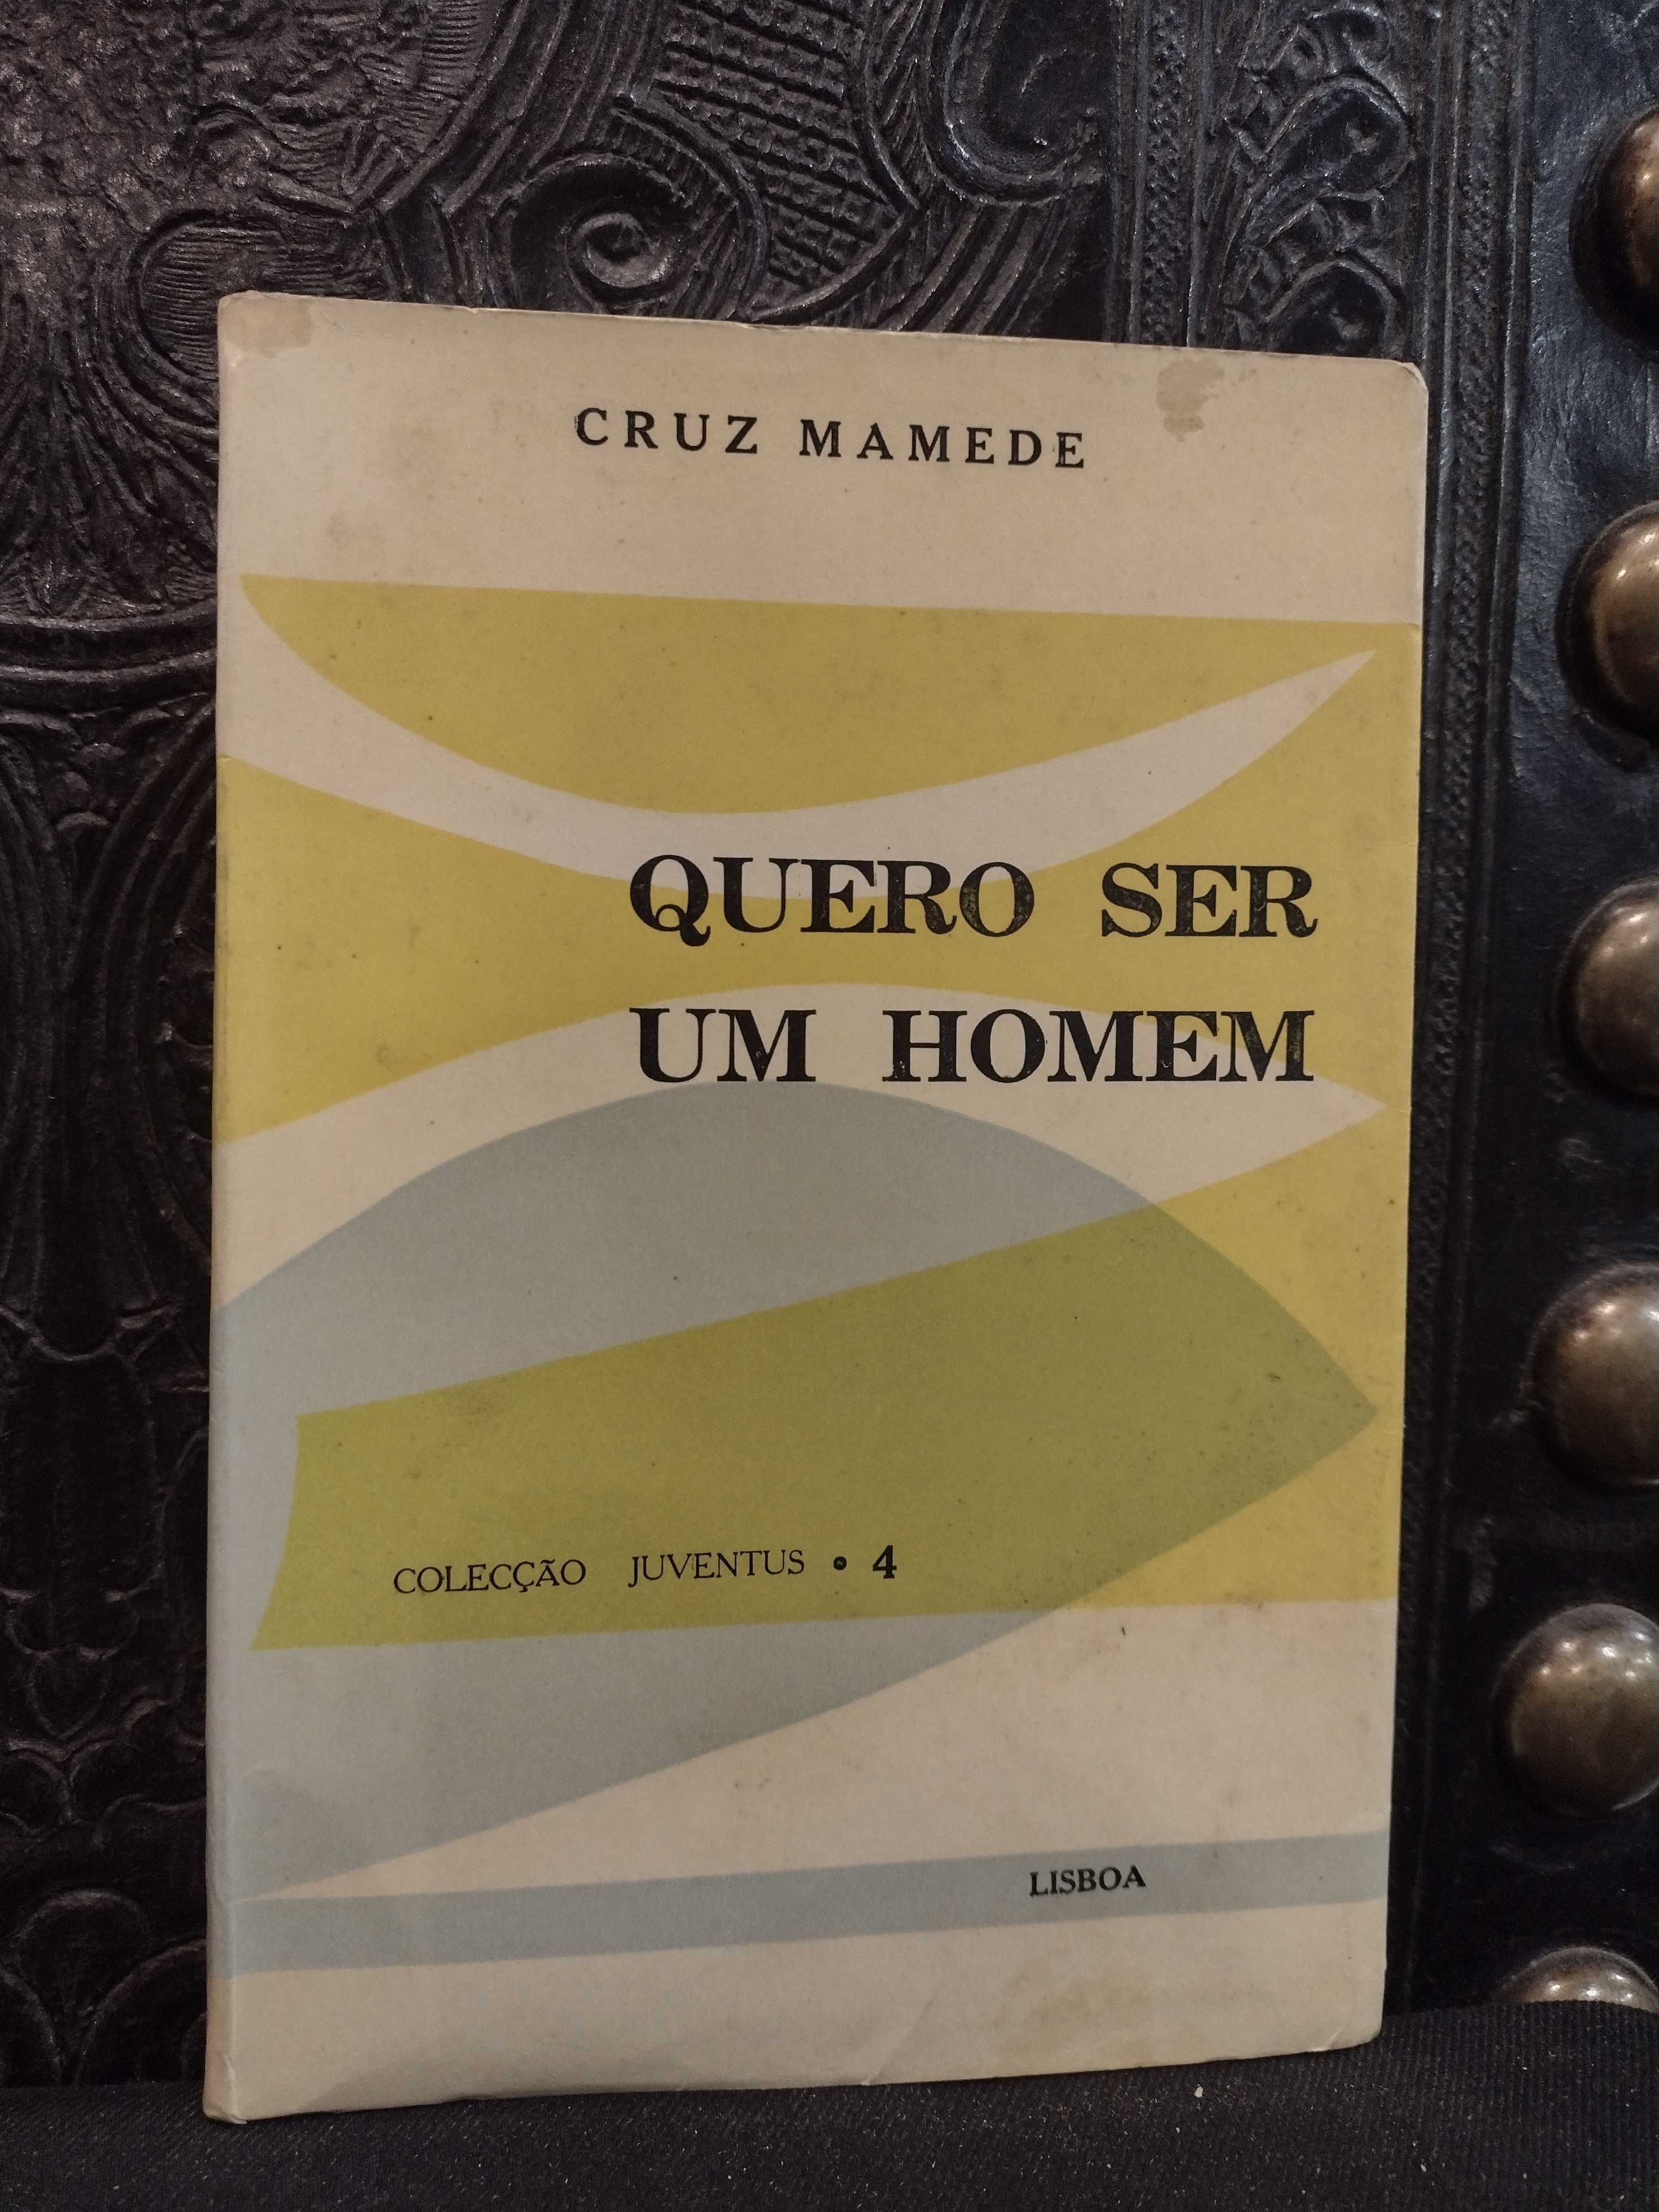 CRUZ MAMEDE
QUERO SER
UM HOMEM
COLECÇÃO JUVENTUS • 4
LISBOA